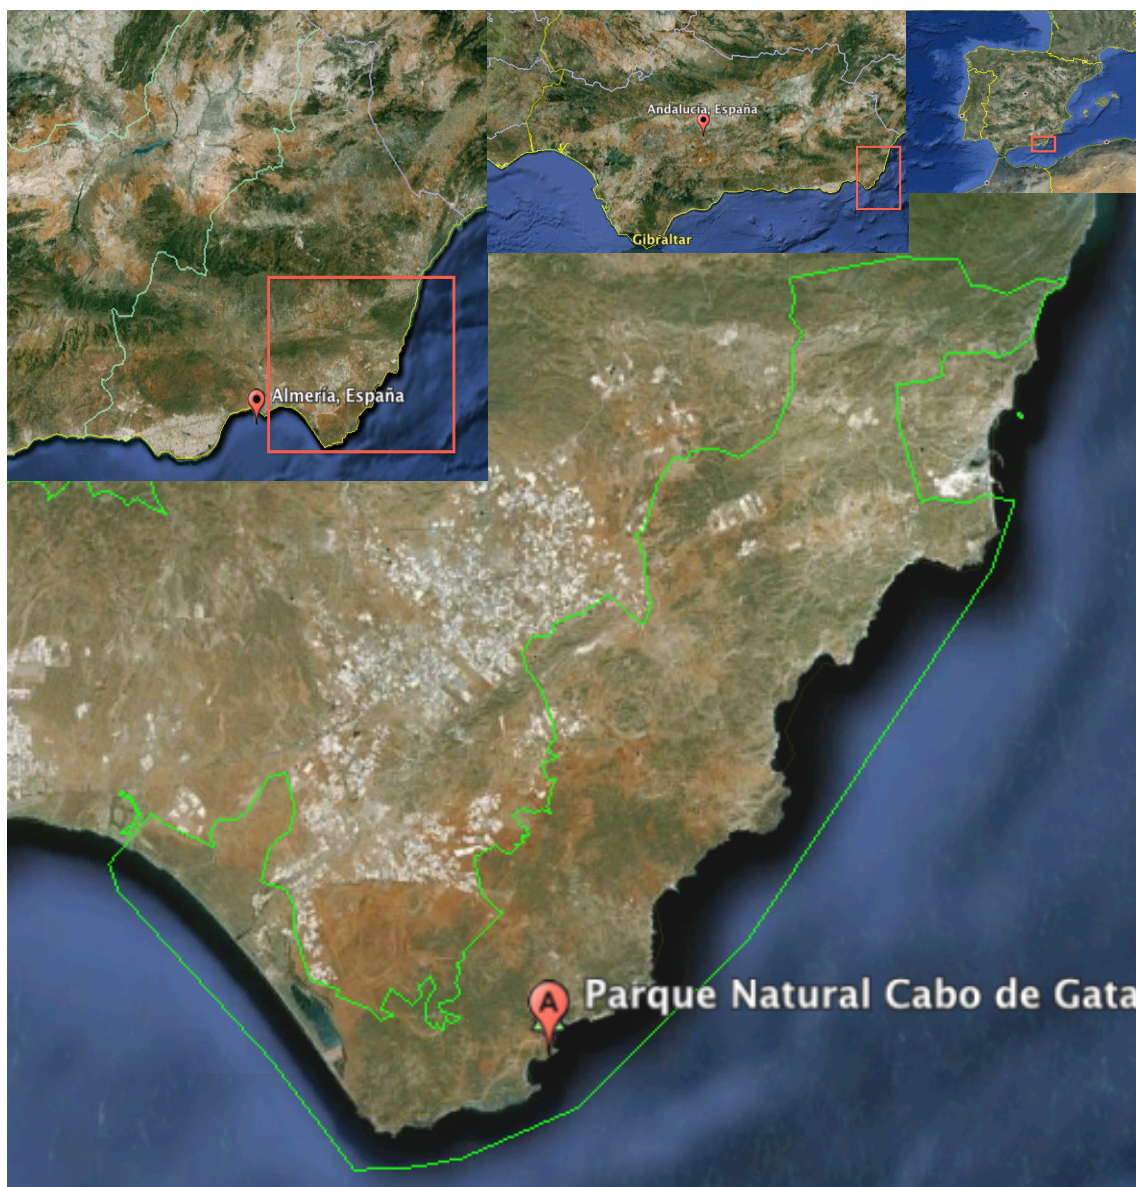 Andalucía, España
Gibraltar
Almería, España
A
Parque Natural Cabo de Gata